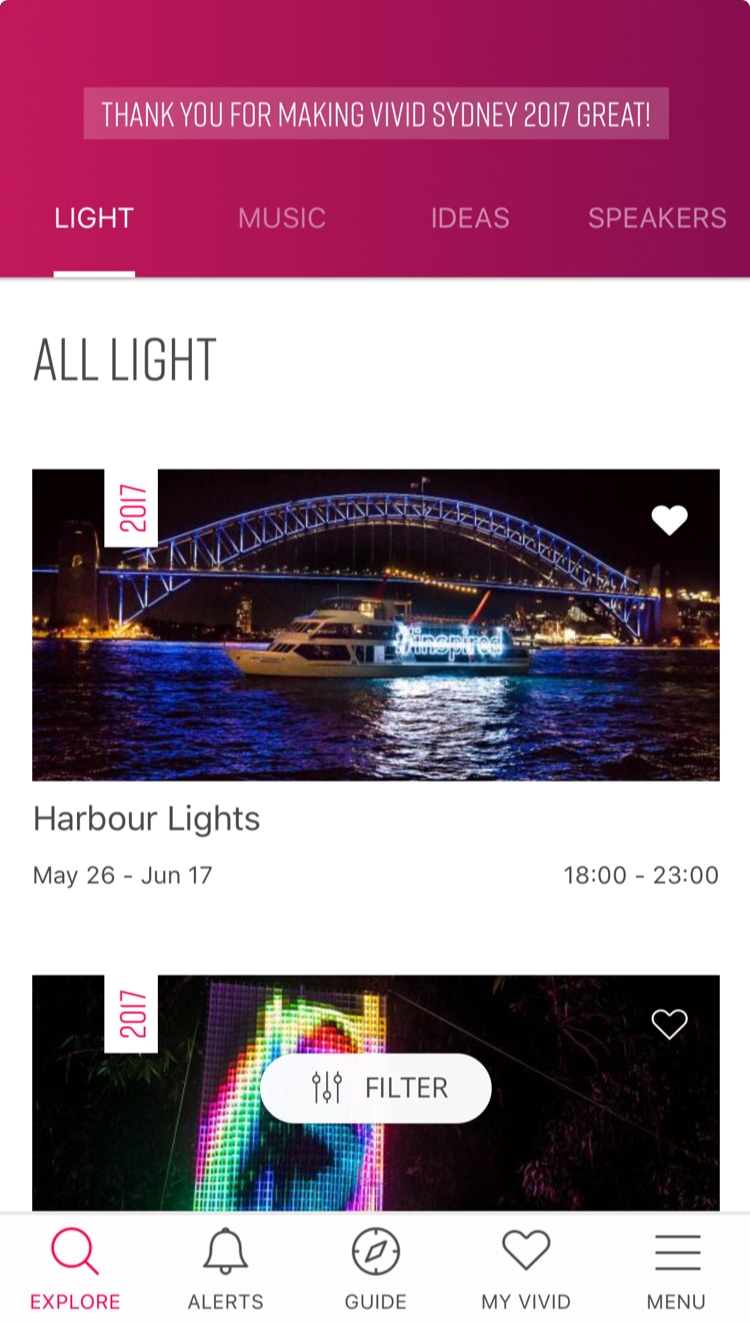 THANK YOU FOR MAKING VIVID SYDNEY 2017 GREAT!
LIGHT MUSIC IDEAS SPEAKERS
ALL LIGHT
2017
inspired
Harbour Lights
May 26 - Jun 17 18:00 - 23:00
2017
FILTER
EXPLORE ALERTS GUIDE MY VIVID MENU